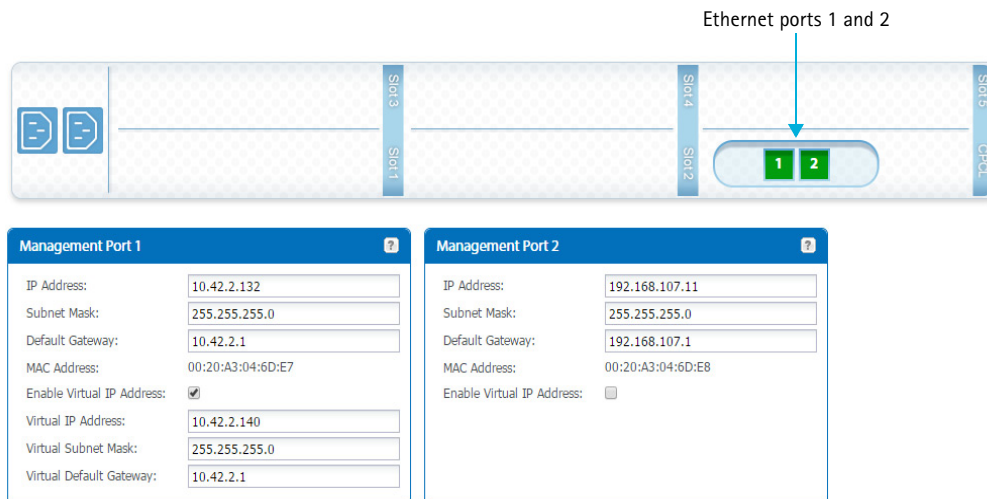 Ethernet ports 1 and 2
Slot 3
Slot 1
Slot 4
Slot 2
Slot 5
CPCL
1 2
Management Port 1 ?
IP Address: 10.42.2.132
Subnet Mask: 255.255.255.0
Default Gateway: 10.42.2.1
MAC Address: 00:20:A3:04:6D:E7
Enable Virtual IP Address:
Virtual IP Address: 10.42.2.140
Virtual Subnet Mask: 255.255.255.0
Virtual Default Gateway: 10.42.2.1
Management Port 2 ?
IP Address: 192.168.107.11
Subnet Mask: 255.255.255.0
Default Gateway: 192.168.107.1
MAC Address: 00:20:A3:04:6D:E8
Enable Virtual IP Address: